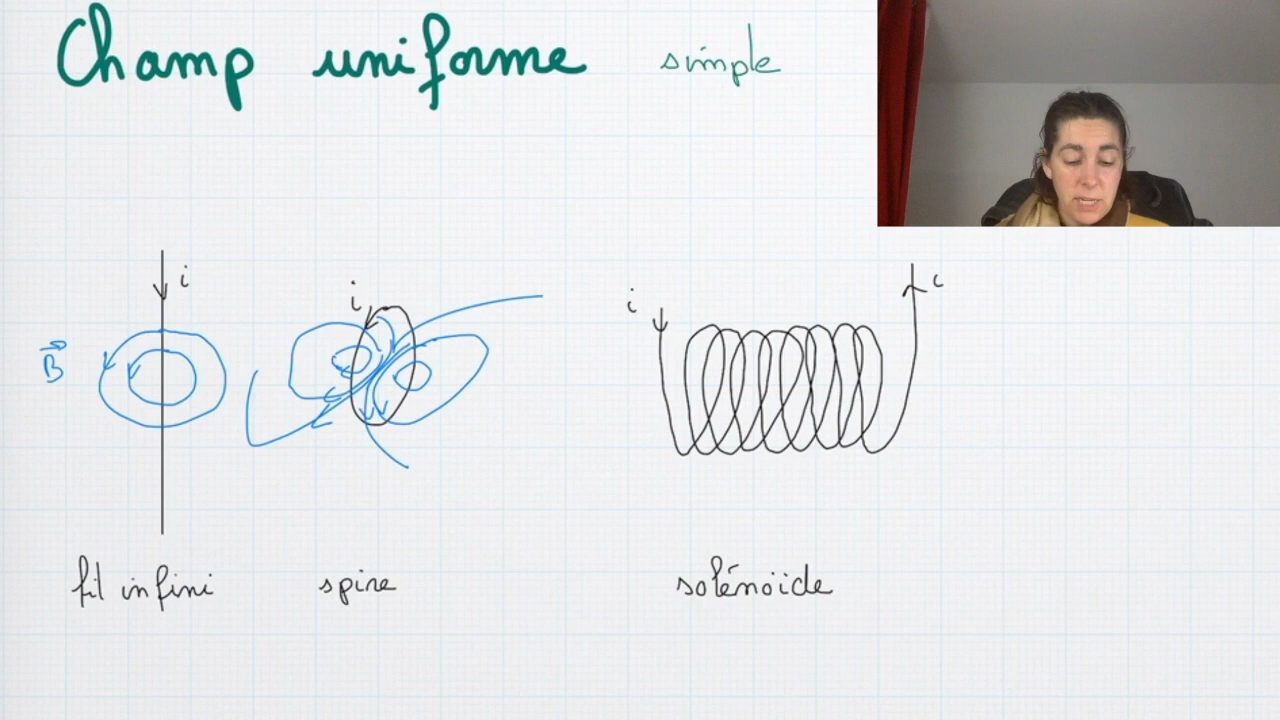 Champ uniforme simple
i
i
i
i
B
fil infini
spire
solénoïde